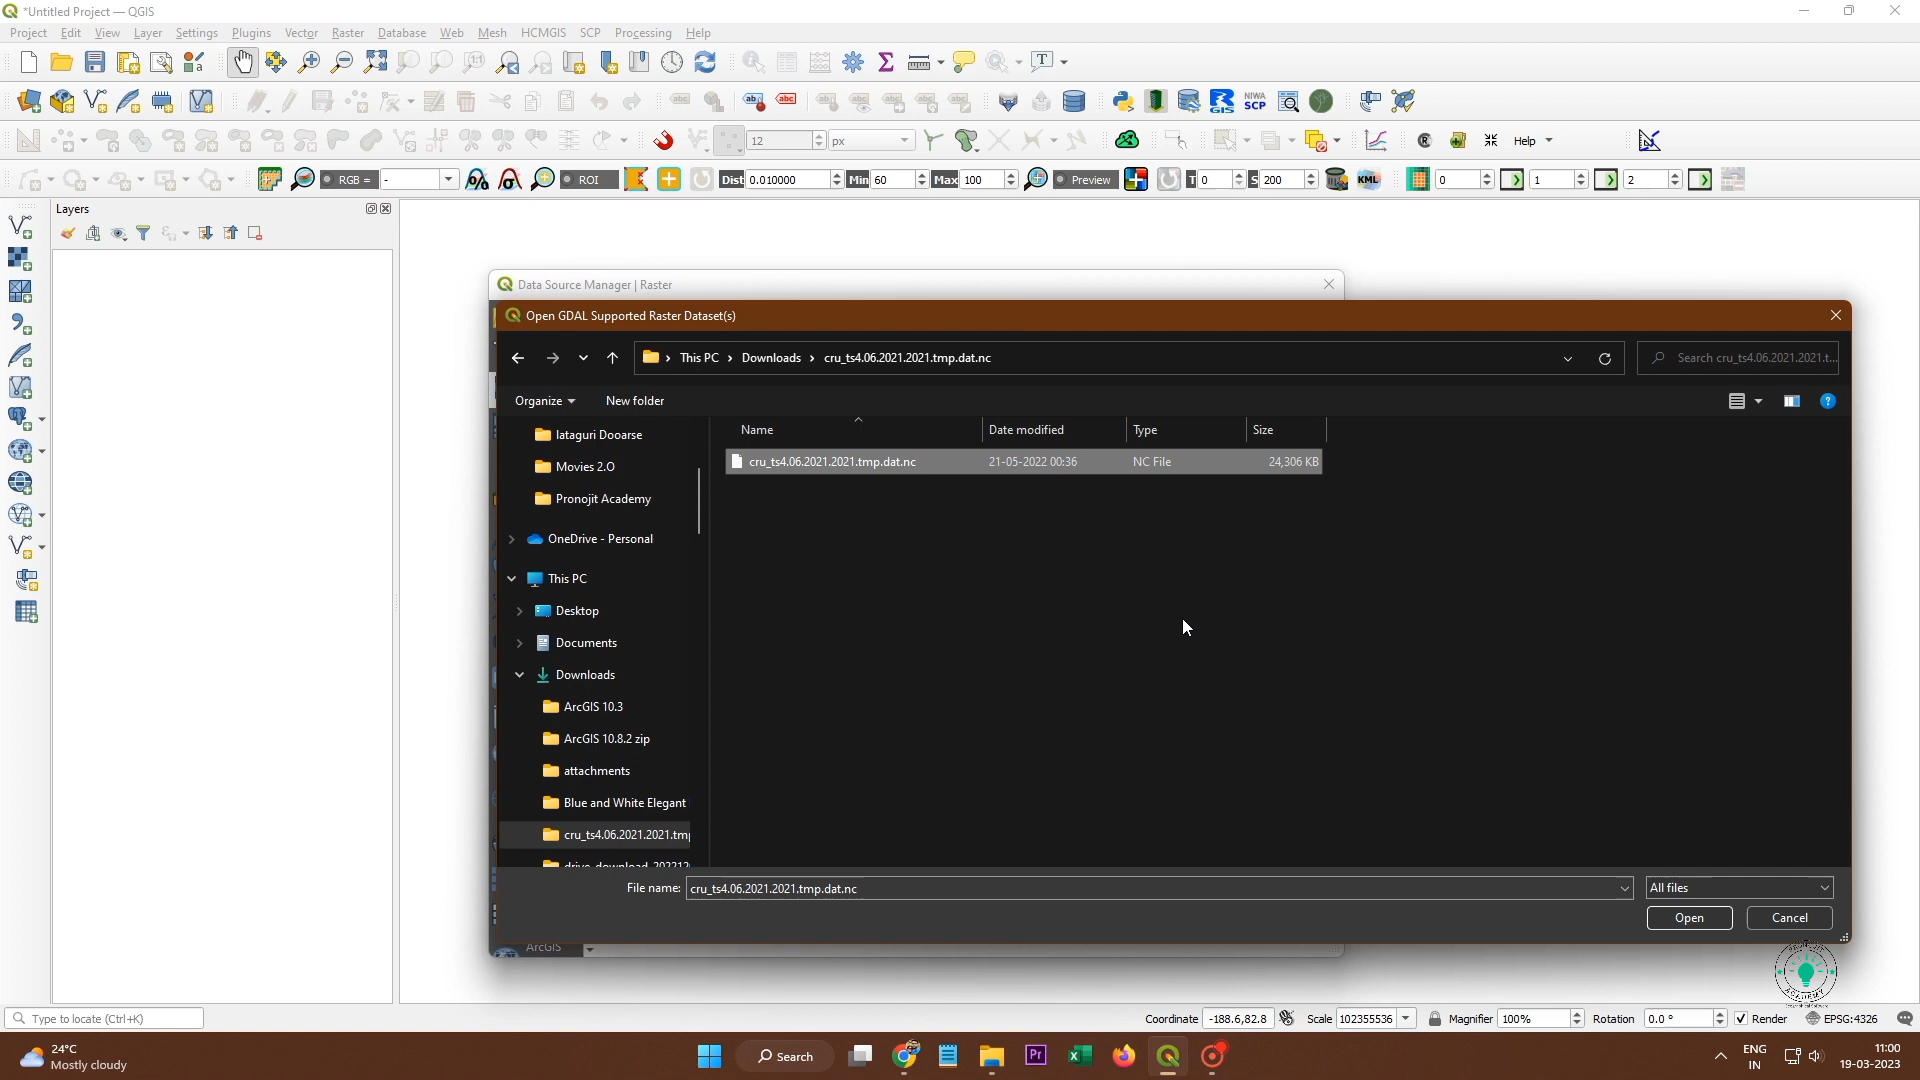 *Untitled Project — QGIS
Project Edit View Layer Settings Plugins Vector Raster Database Web Mesh HCMGIS SCP Processing Help
12 px Help
RGB = - ROI Dist 0.010000 Min 60 Max 100 Preview T 0 S 200 KML 0 1 2
Layers
Data Source Manager | Raster
Open GDAL Supported Raster Dataset(s)
This PC › Downloads › cru_ts4.06.2021.2021.tmp.dat.nc
Search cru_ts4.06.2021.2021.t...
Organize New folder
Name Date modified Type Size
cru_ts4.06.2021.2021.tmp.dat.nc 21-05-2022 00:36 NC File 24,306 KB
lataguri Dooarse
Movies 2.O
Pronojit Academy
OneDrive - Personal
This PC
Desktop
Documents
Downloads
ArcGIS 10.3
ArcGIS 10.8.2 zip
attachments
Blue and White Elegant
cru_ts4.06.2021.2021.tmp
File name: cru_ts4.06.2021.2021.tmp.dat.nc All files
Open Cancel
ArcGIS
ACADEMY
Type to locate (Ctrl+K) Coordinate -188.6,82.8 Scale 102355536 Magnifier 100% Rotation 0.0 ° Render EPSG:4326
24°C
Mostly cloudy
Search
ENG
IN
11:00
19-03-2023